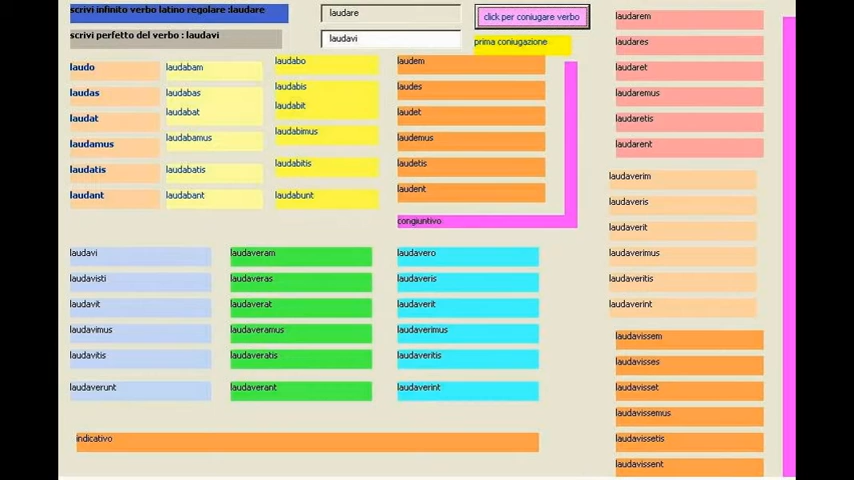 scrivi infinito verbo latino regolare :laudare
laudare
click per coniugare verbo
scrivi perfetto del verbo : laudavi
laudavi
prima coniugazione
laudo
laudas
laudat
laudamus
laudatis
laudant
laudabam
laudabas
laudabat
laudabamus
laudabatis
laudabant
laudabo
laudabis
laudabit
laudabimus
laudabitis
laudabunt
laudem
laudes
laudet
laudemus
laudetis
laudent
congiuntivo
laudarem
laudares
laudaret
laudaremus
laudaretis
laudarent
laudaverim
laudaveris
laudaverit
laudaverimus
laudaveritis
laudaverint
laudavissem
laudavisses
laudavisset
laudavissemus
laudavissetis
laudavissent
laudavi
laudavisti
laudavit
laudavimus
laudavitis
laudaverunt
laudaveram
laudaveras
laudaverat
laudaveramus
laudaveratis
laudaverant
laudavero
laudaveris
laudaverit
laudaverimus
laudaveritis
laudaverint
indicativo